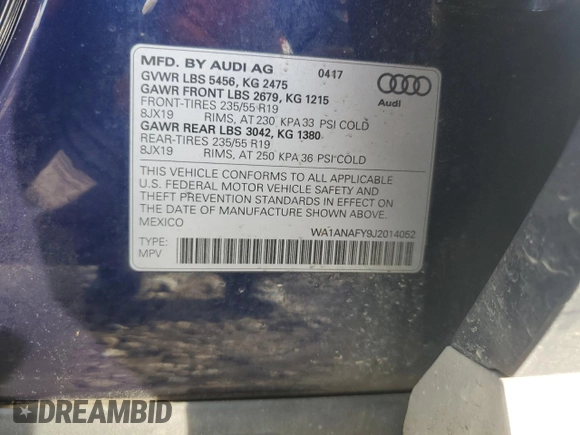 MFD. BY AUDI AG 0417
GVWR LBS 5456, KG 2475
GAWR FRONT LBS 2679, KG 1215
FRONT-TIRES 235/55 R19
8JX19 RIMS, AT 230 KPA 33 PSI COLD
GAWR REAR LBS 3042, KG 1380
REAR-TIRES 235/55 R19
8JX19 RIMS, AT 250 KPA 36 PSI COLD
Audi
THIS VEHICLE CONFORMS TO ALL APPLICABLE
U.S. FEDERAL MOTOR VEHICLE SAFETY AND
THEFT PREVENTION STANDARDS IN EFFECT ON
THE DATE OF MANUFACTURE SHOWN ABOVE.
MEXICO WA1ANAFY9J2014052
TYPE:
MPV
DREAMBID